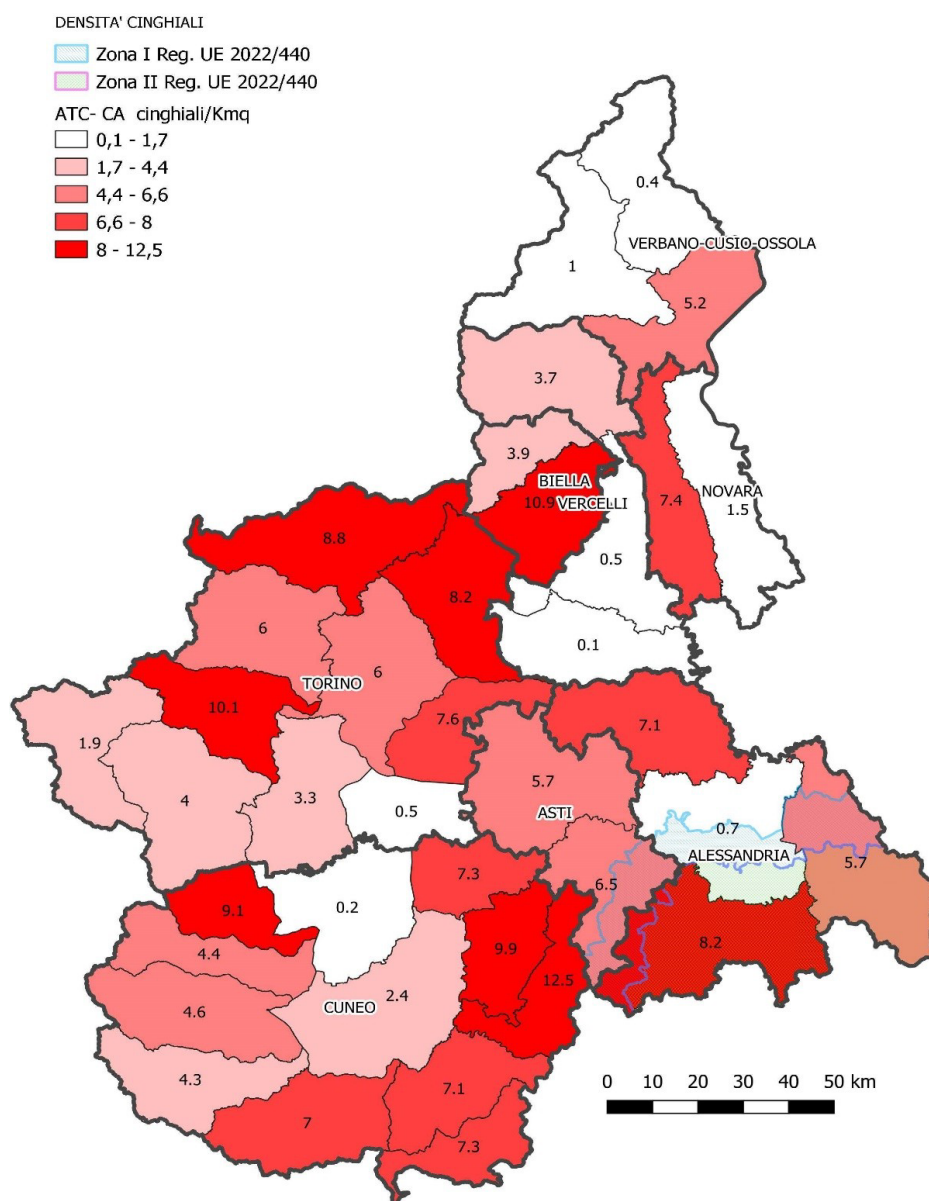 DENSITA' CINGHIALI
Zona I Reg. UE 2022/440
Zona II Reg. UE 2022/440
ATC- CA cinghiali/Kmq
0,1 - 1,7
1,7 - 4,4
4,4 - 6,6
6,6 - 8
8 - 12,5
0.4
VERBANO-CUSIO-OSSOLA
1
5.2
3.7
3.9
BIELLA
10.9
VERCELLI
7.4
NOVARA
1.5
8.8
0.5
8.2
6
0.1
6
TORINO
10.1
7.6
7.1
1.9
5.7
4
3.3
0.5
ASTI
0.7
ALESSANDRIA
5.7
7.3
6.5
9.1
0.2
8.2
4.4
9.9
12.5
2.4
CUNEO
4.6
4.3
7.1
7
7.3
0 10 20 30 40 50 km